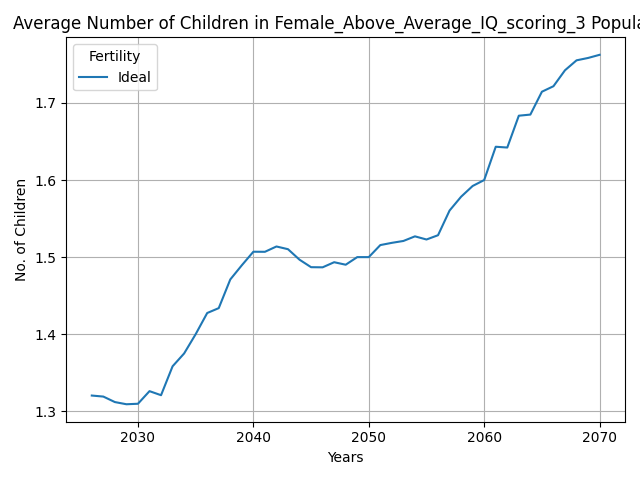 Average Number of Children in Female_Above_Average_IQ_scoring_3 Popula
Fertility
Ideal
1.7
1.6
1.5
1.4
1.3
No. of Children
2030 2040 2050 2060 2070
Years